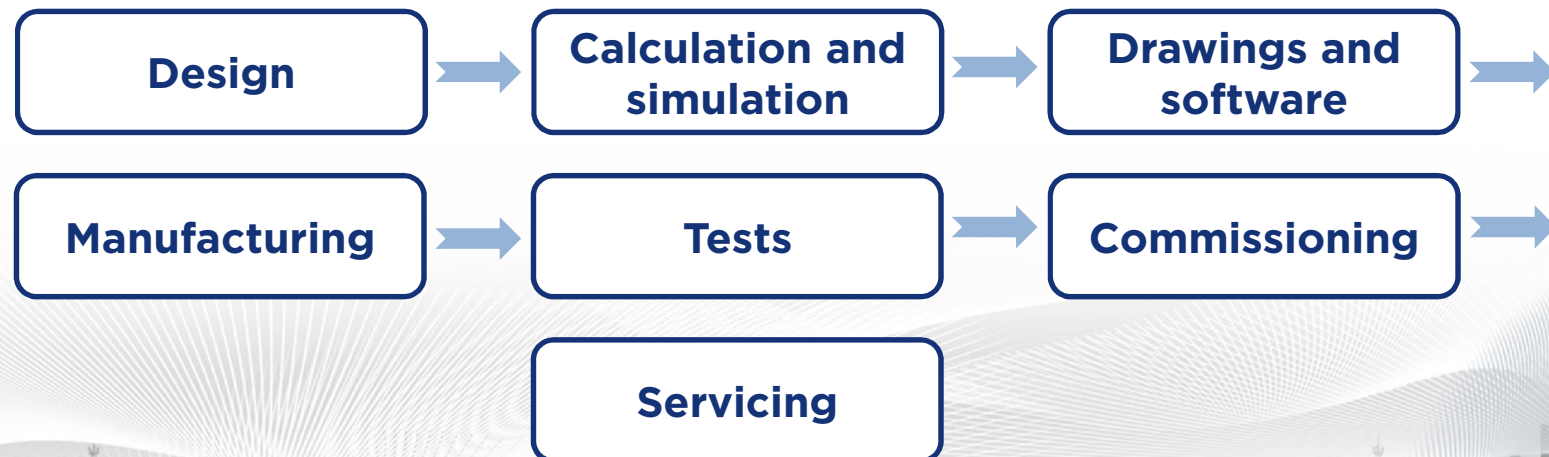 Design
Calculation and
simulation
Drawings and
software
Manufacturing
Tests
Commissioning
Servicing